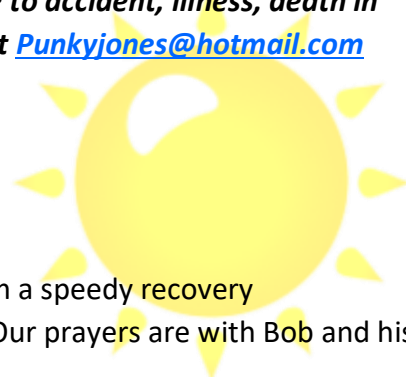 to accident, illness, death in
t Punkyjones@hotmail.com
a speedy recovery
Our prayers are with Bob and his